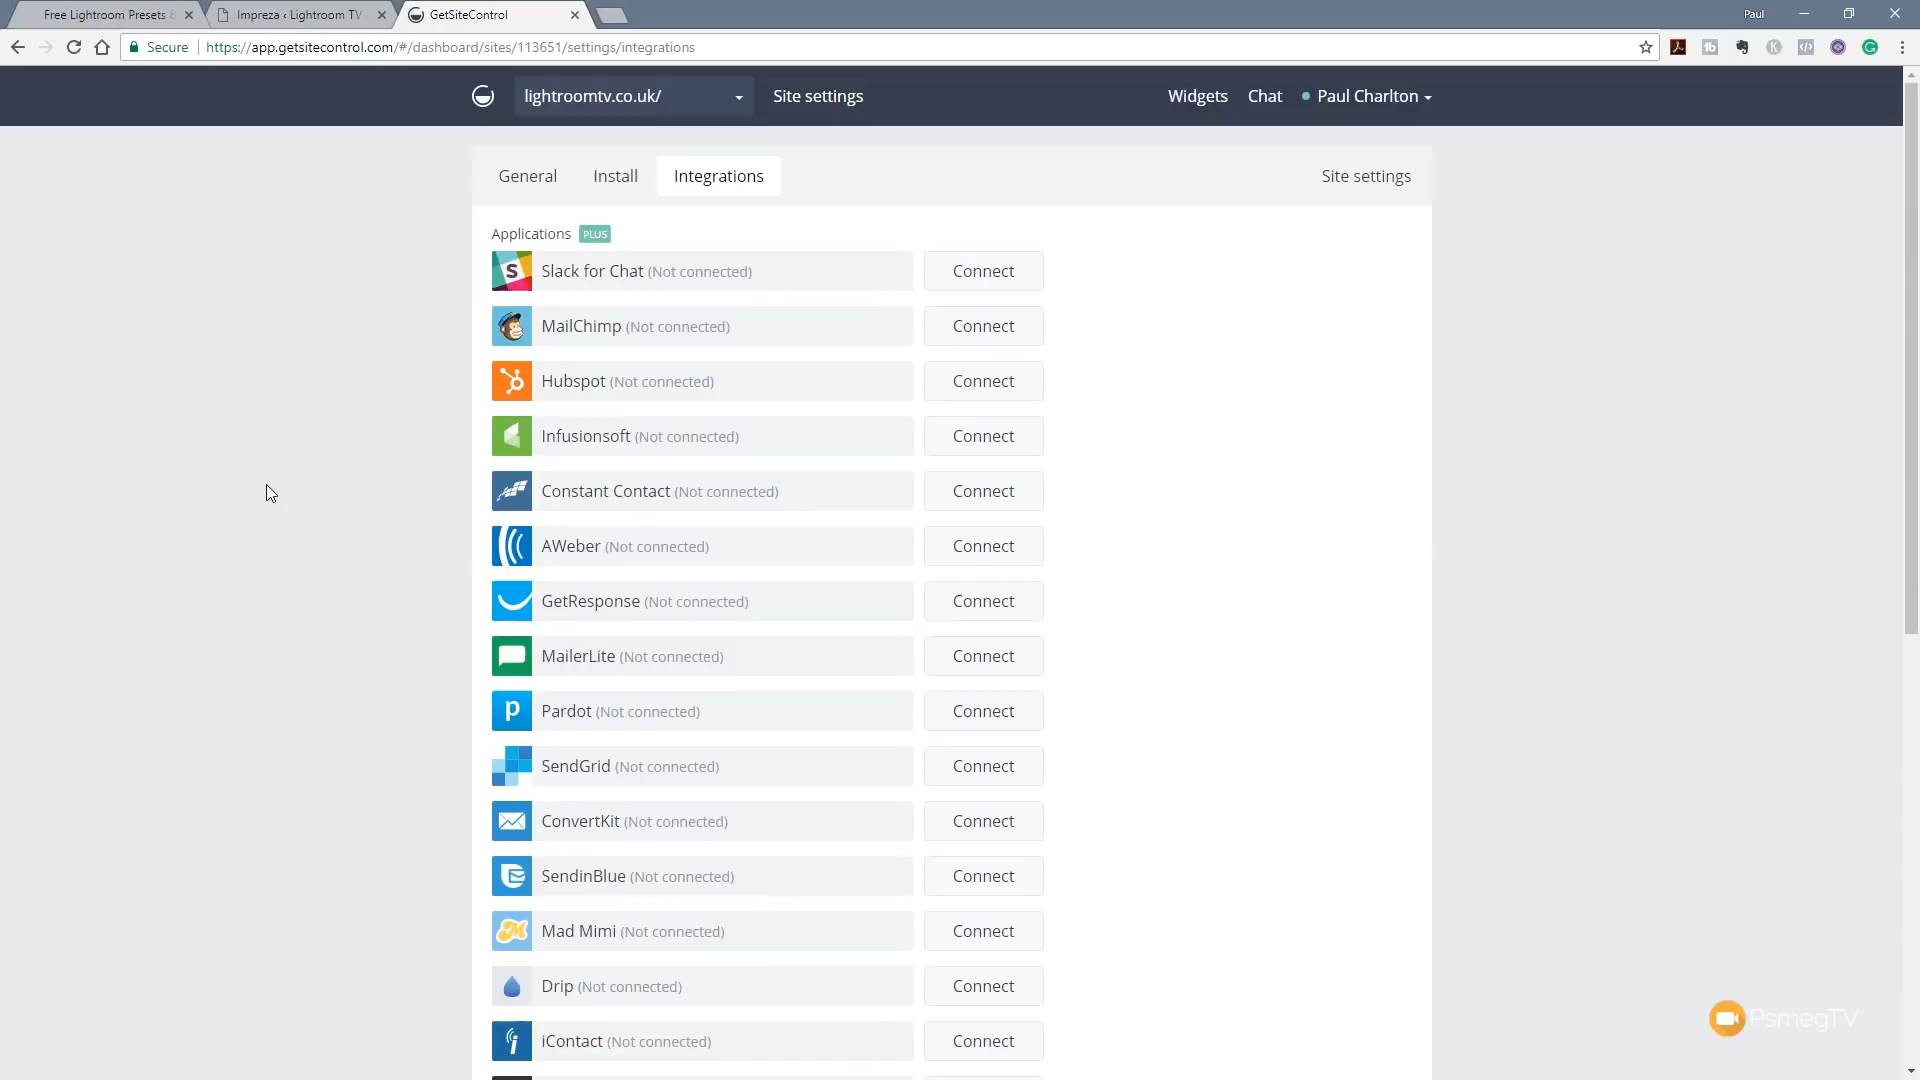 Free Lightroom Presets &
Impreza ‹ Lightroom TV
GetSiteControl
Paul
Secure
https://app.getsitecontrol.com/#/dashboard/sites/113651/settings/integrations
lightroomtv.co.uk/
Site settings
Widgets
Chat
Paul Charlton
General
Install
Integrations
Site settings
Applications PLUS
Slack for Chat (Not connected) Connect
MailChimp (Not connected) Connect
Hubspot (Not connected) Connect
Infusionsoft (Not connected) Connect
Constant Contact (Not connected) Connect
AWeber (Not connected) Connect
GetResponse (Not connected) Connect
MailerLite (Not connected) Connect
Pardot (Not connected) Connect
SendGrid (Not connected) Connect
ConvertKit (Not connected) Connect
SendinBlue (Not connected) Connect
Mad Mimi (Not connected) Connect
Drip (Not connected) Connect
iContact (Not connected) Connect
PsmegTV